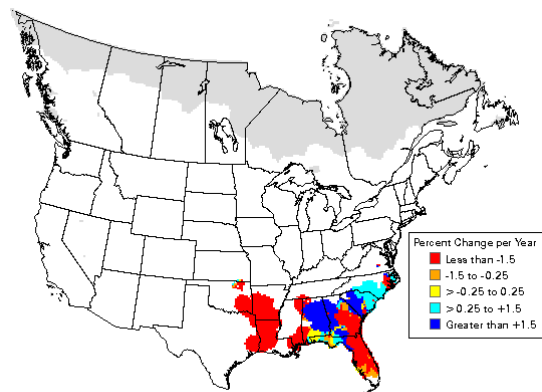 Percent Change per Year
Less than -1.5
-1.5 to -0.25
> -0.25 to 0.25
> 0.25 to +1.5
Greater than +1.5